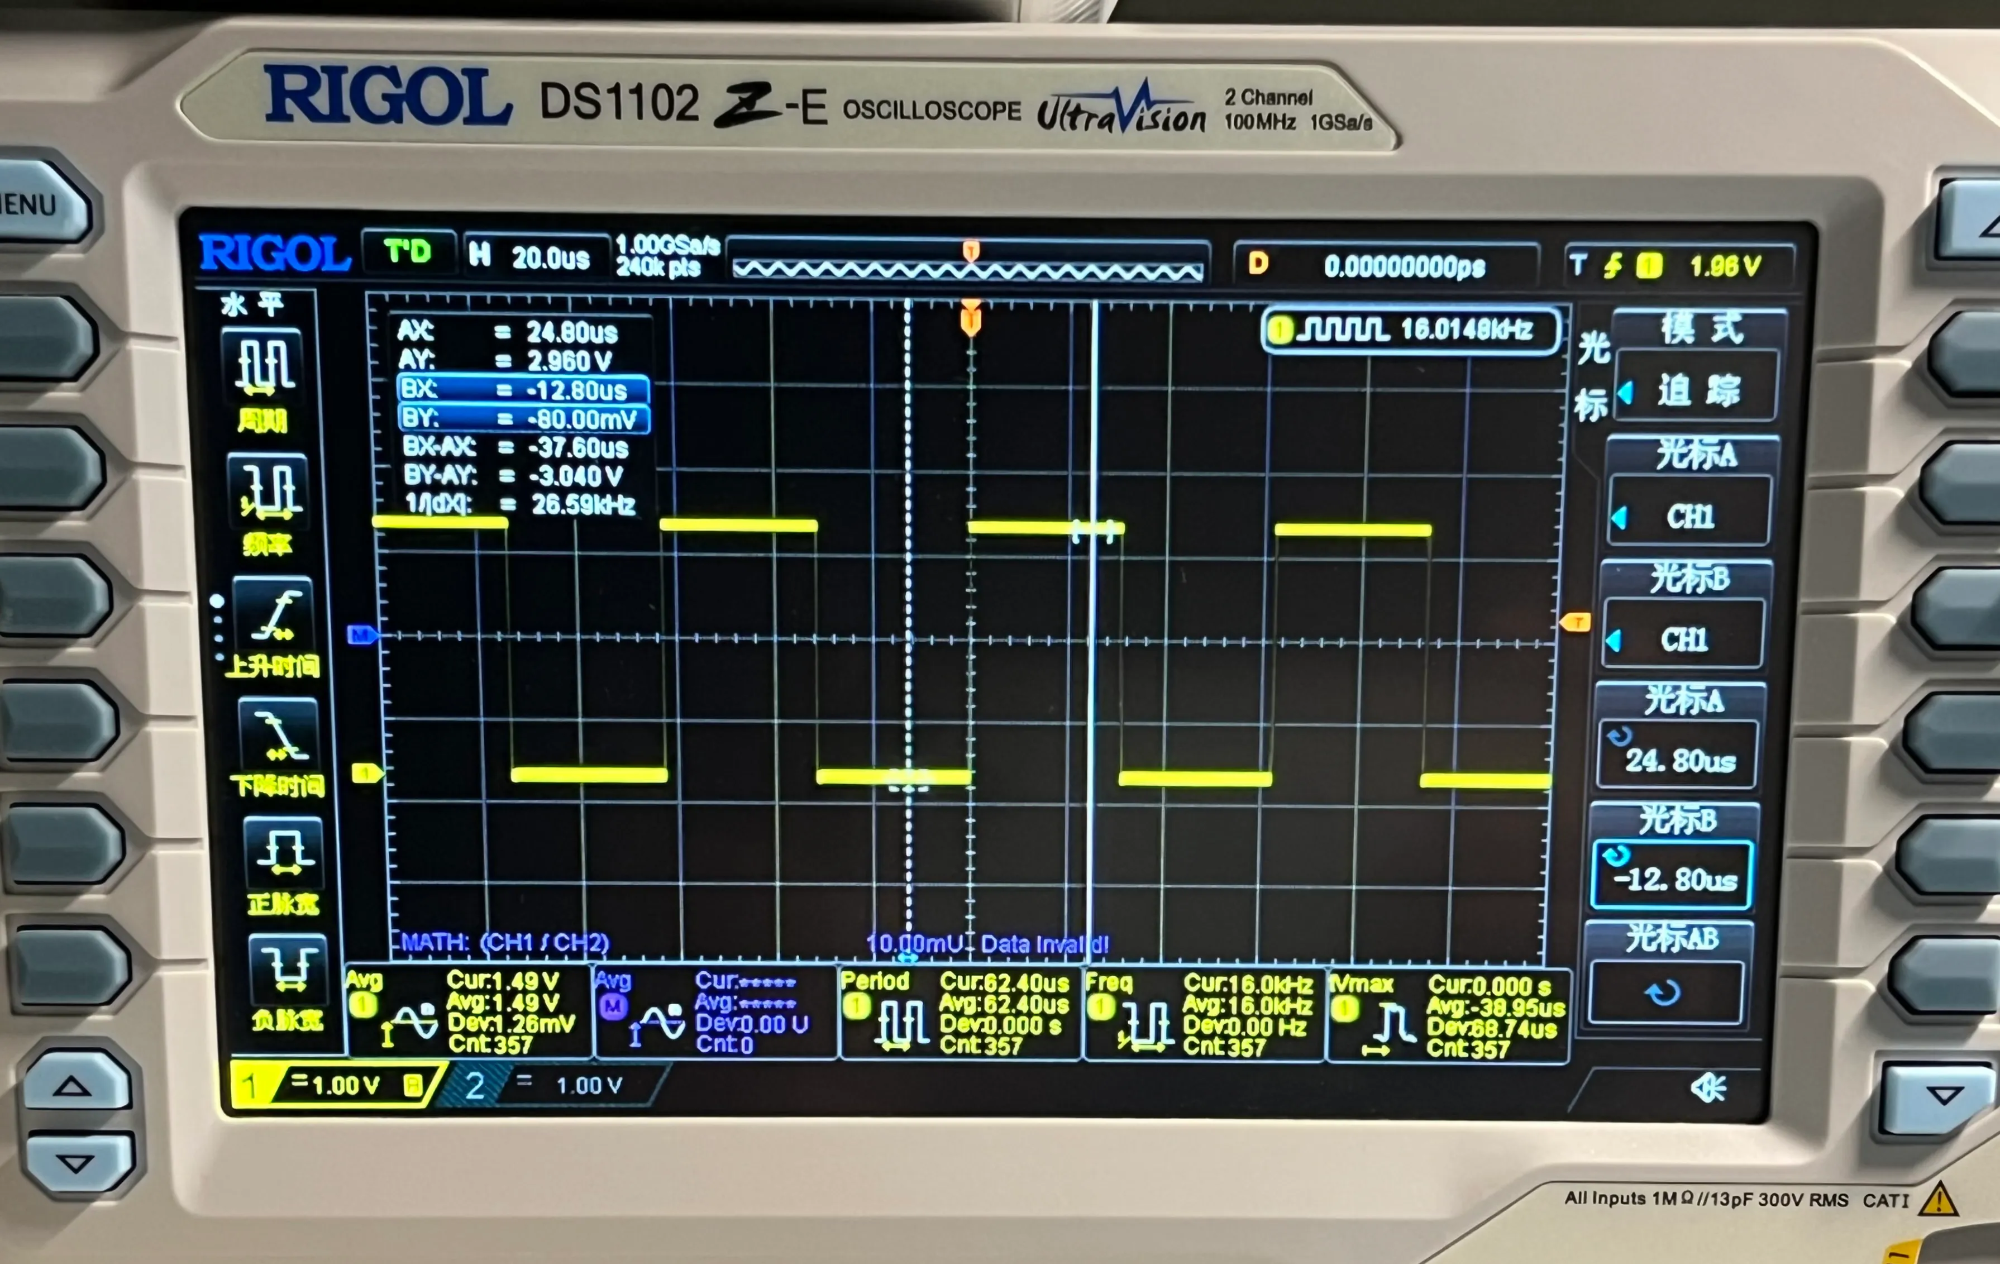 RIGOL DS1102 Z-E OSCILLOSCOPE UltraVision 2 Channel
100MHz 1GSa/s
MENU
RIGOL T'D H 20.0us 1.00GSa/s
240k pts
T
D 0.00000000ps
T 1 1.96 V
水平
周期
频率
上升时间
下降时间
正脉宽
负脉宽
AX: = 24.80us
AY: = 2.960 V
BX: = -12.80us
BY: = -80.00mV
BX-AX: = -37.60us
BY-AY: = -3.040 V
1/|dX|: = 26.59kHz
T
1 16.0148kHz
M
T
1
MATH: (CH1 / CH2) 10.00mU Data Invalid!
光标
模式
追踪
光标A
CH1
光标B
CH1
光标A
24.80us
光标B
-12.80us
光标AB
Avg
1
Cur:1.49 V
Avg:1.49 V
Dev:1.26mV
Cnt:357
Avg
M
Cur:*****
Avg:*****
Dev:0.00 U
Cnt:0
Period
1
Cur:62.40us
Avg:62.40us
Dev:0.000 s
Cnt:357
Freq
1
Cur:16.0kHz
Avg:16.0kHz
Dev:0.00 Hz
Cnt:357
1
Cur:0.000 s
Avg:-38.95us
Dev:68.74us
Cnt:357
1 = 1.00 V B 2 = 1.00 V
All Inputs 1MΩ//13pF 300V RMS CAT I
1